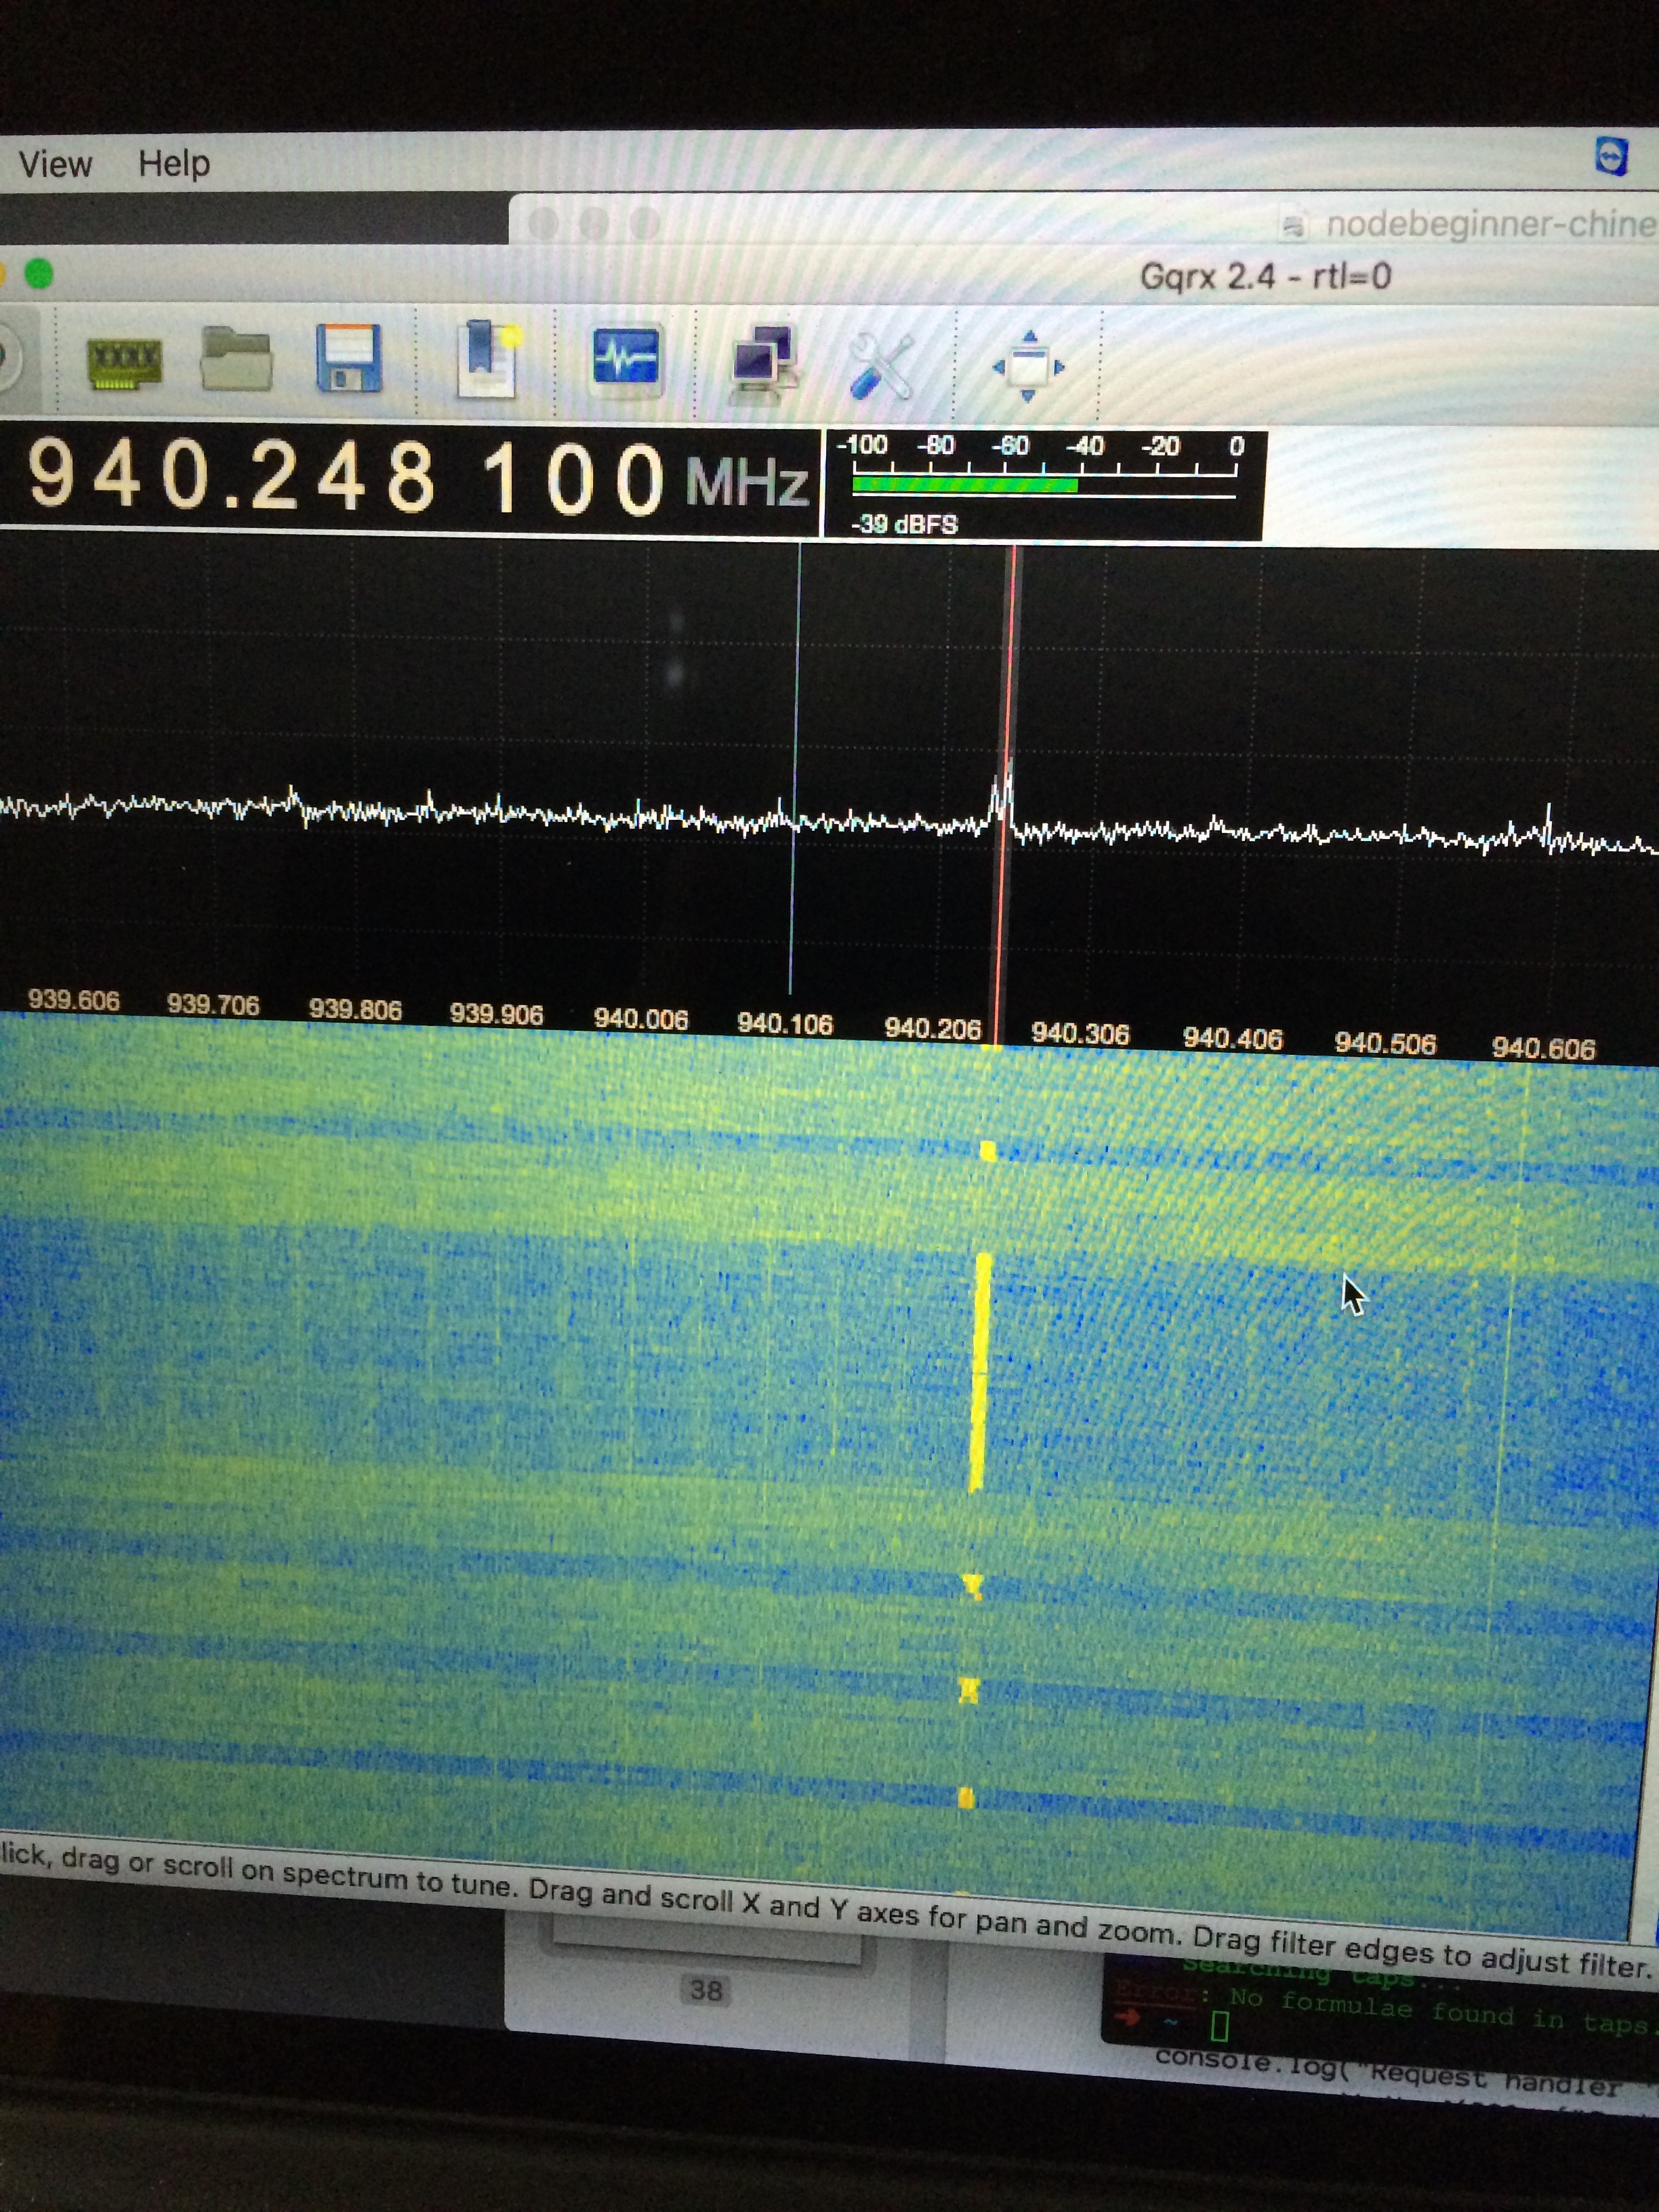 View Help
nodebeginner-chine
Gqrx 2.4 - rtl=0
XXXX
940.248 100 MHz
-100 -80 -60 -40 -20 0
-39 dBFS
939.606 939.706 939.806 939.906 940.006 940.106 940.206 940.306 940.406 940.506 940.606
lick, drag or scroll on spectrum to tune. Drag and scroll X and Y axes for pan and zoom. Drag filter edges to adjust filter.
38
Searching taps...
Error: No formulae found in taps.
➜ ~
console.log("Request handler